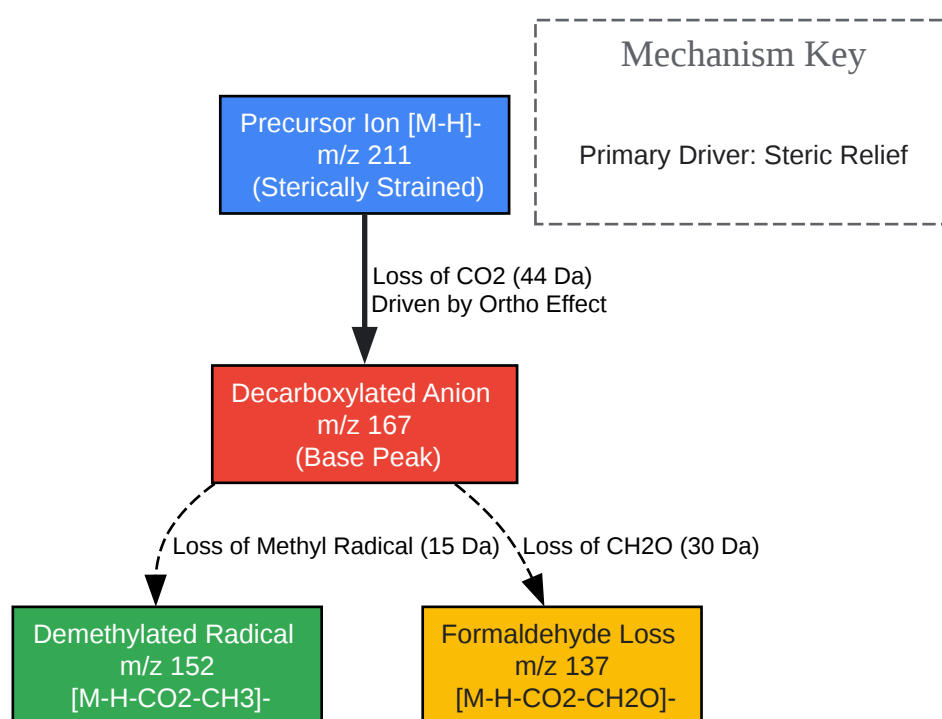 Mechanism Key
Primary Driver: Steric Relief
Precursor Ion [M-H]-
m/z 211
(Sterically Strained)
Loss of CO2 (44 Da)
Driven by Ortho Effect
Decarboxylated Anion
m/z 167
(Base Peak)
Loss of Methyl Radical (15 Da)
Loss of CH2O (30 Da)
Demethylated Radical
m/z 152
[M-H-CO2-CH3]-
Formaldehyde Loss
m/z 137
[M-H-CO2-CH2O]-